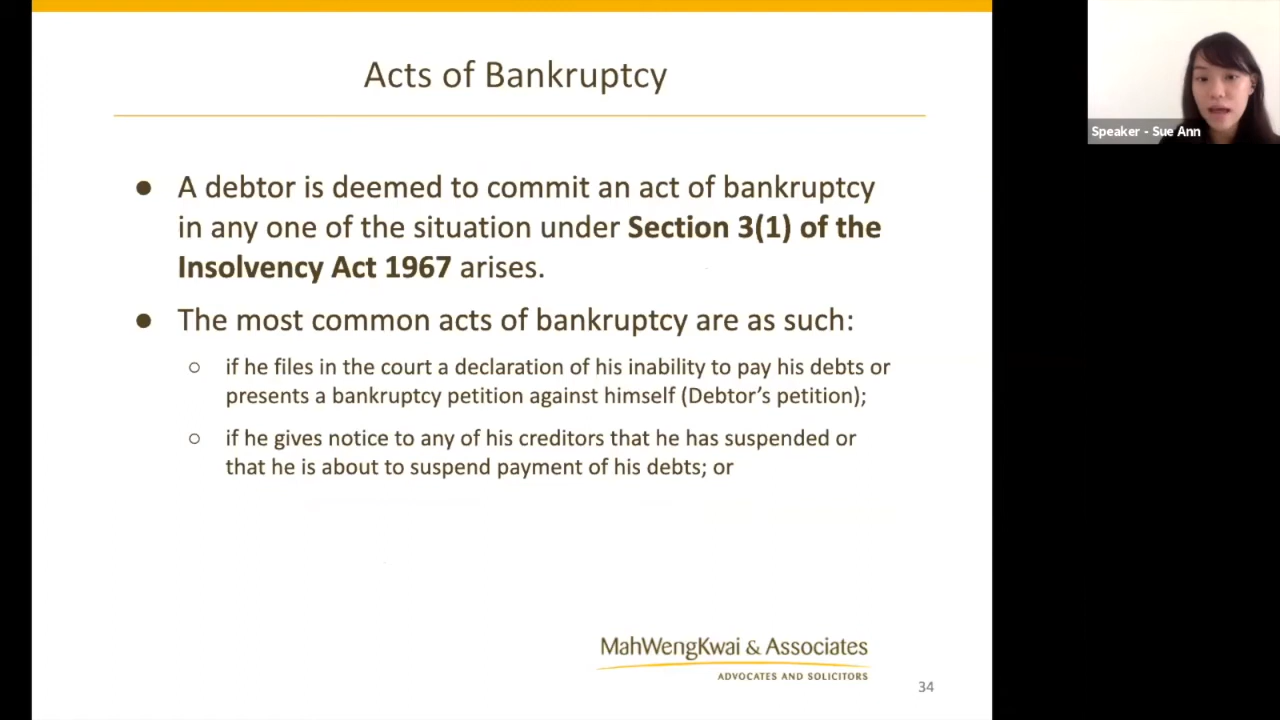 Acts of Bankruptcy
● A debtor is deemed to commit an act of bankruptcy
in any one of the situation under Section 3(1) of the
Insolvency Act 1967 arises.
● The most common acts of bankruptcy are as such:
○ if he files in the court a declaration of his inability to pay his debts or
presents a bankruptcy petition against himself (Debtor’s petition);
○ if he gives notice to any of his creditors that he has suspended or
that he is about to suspend payment of his debts; or
MahWengKwai & Associates
ADVOCATES AND SOLICITORS
34
Speaker - Sue Ann